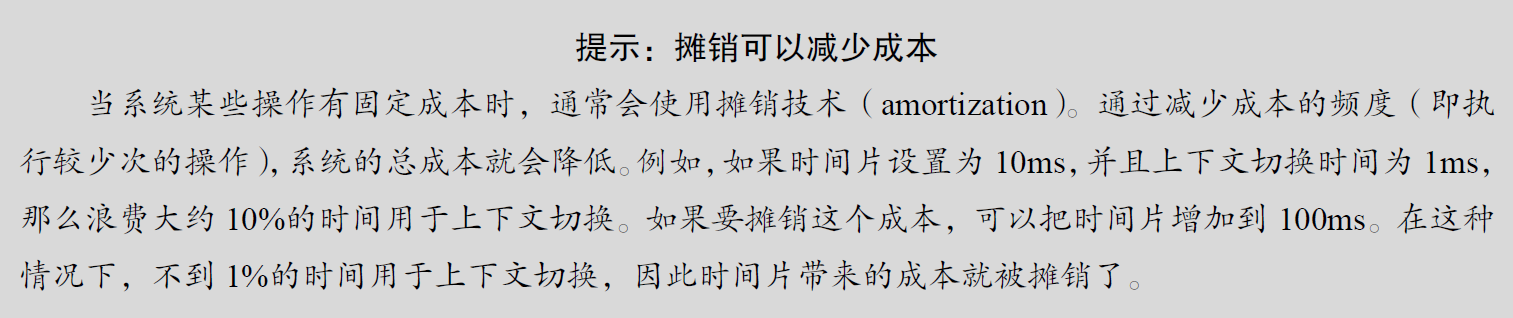 提示：摊销可以减少成本
当系统某些操作有固定成本时，通常会使用摊销技术（amortization）。通过减少成本的频度（即执
行较少次的操作），系统的总成本就会降低。例如，如果时间片设置为 10ms，并且上下文切换时间为 1ms，
那么浪费大约 10%的时间用于上下文切换。如果要摊销这个成本，可以把时间片增加到 100ms。在这种
情况下，不到 1%的时间用于上下文切换，因此时间片带来的成本就被摊销了。